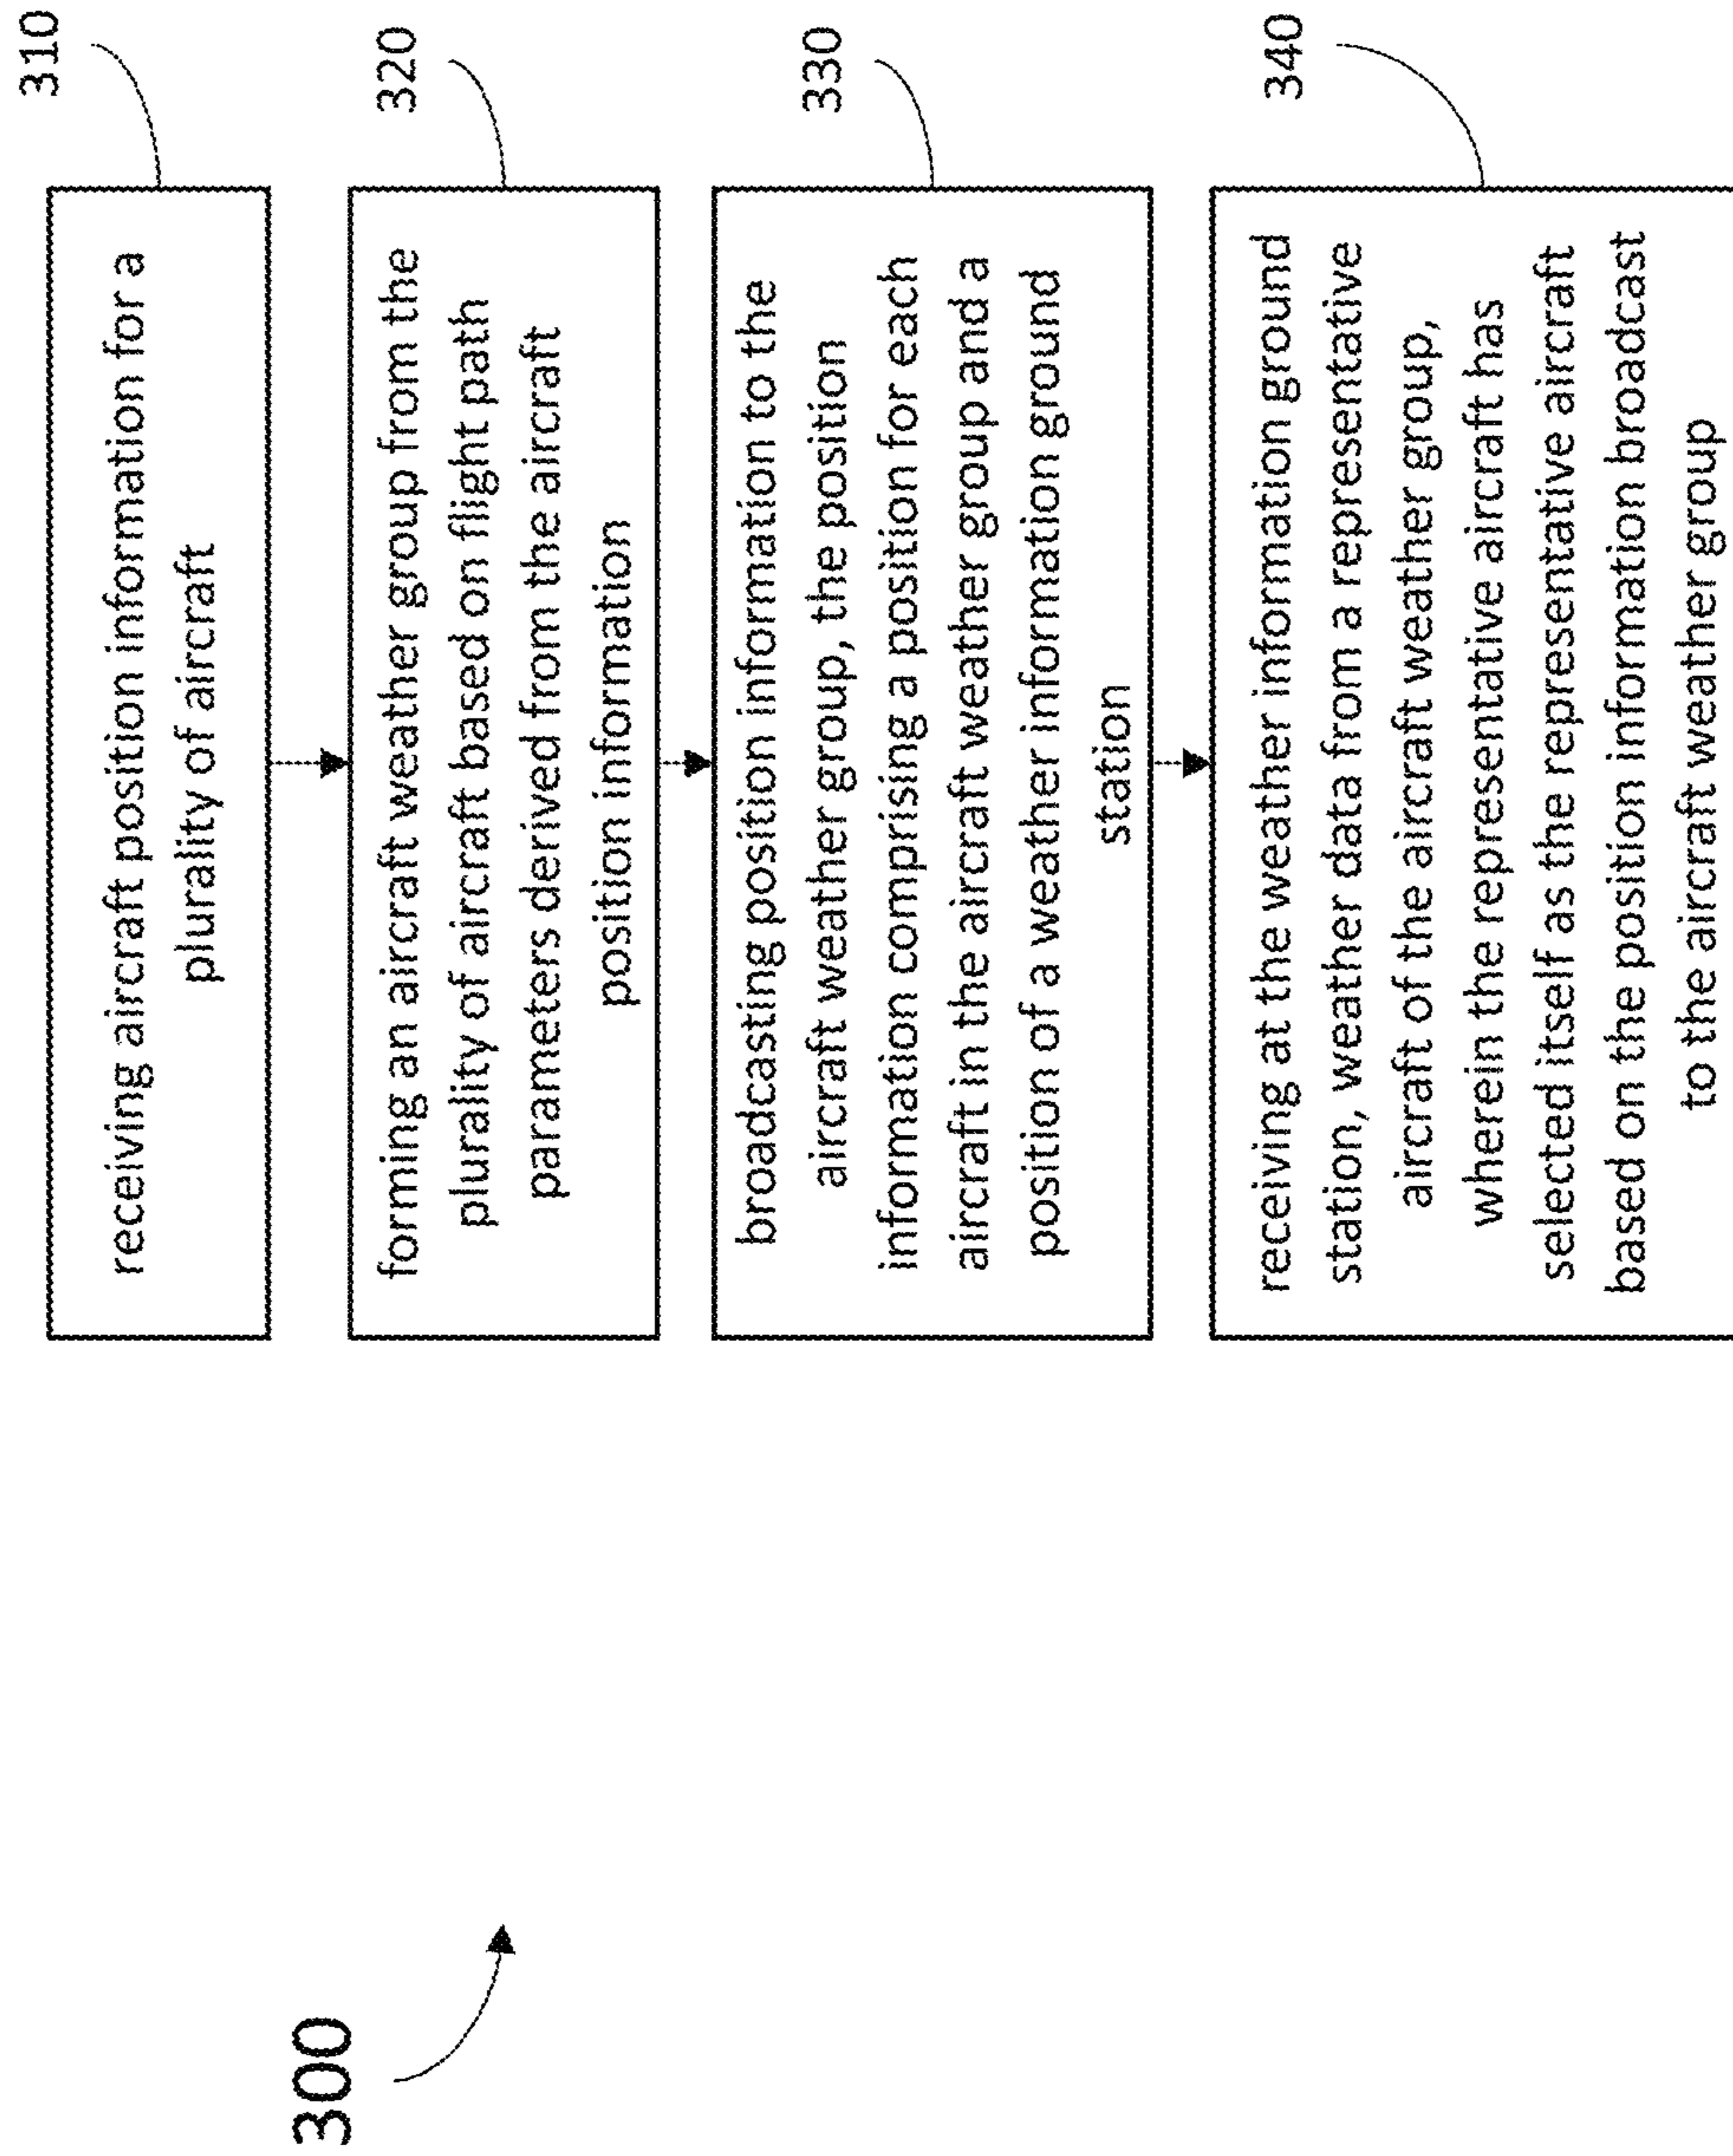 300
310
receiving aircraft position information for a
plurality of aircraft
320
forming an aircraft weather group from the
plurality of aircraft based on flight path
parameters derived from the aircraft
position information
330
broadcasting position information to the
aircraft weather group, the position
information comprising a position for each
aircraft in the aircraft weather group and a
position of a weather information ground
station
340
receiving at the weather information ground
station, weather data from a representative
aircraft of the aircraft weather group,
wherein the representative aircraft has
selected itself as the representative aircraft
based on the position information broadcast
to the aircraft weather group